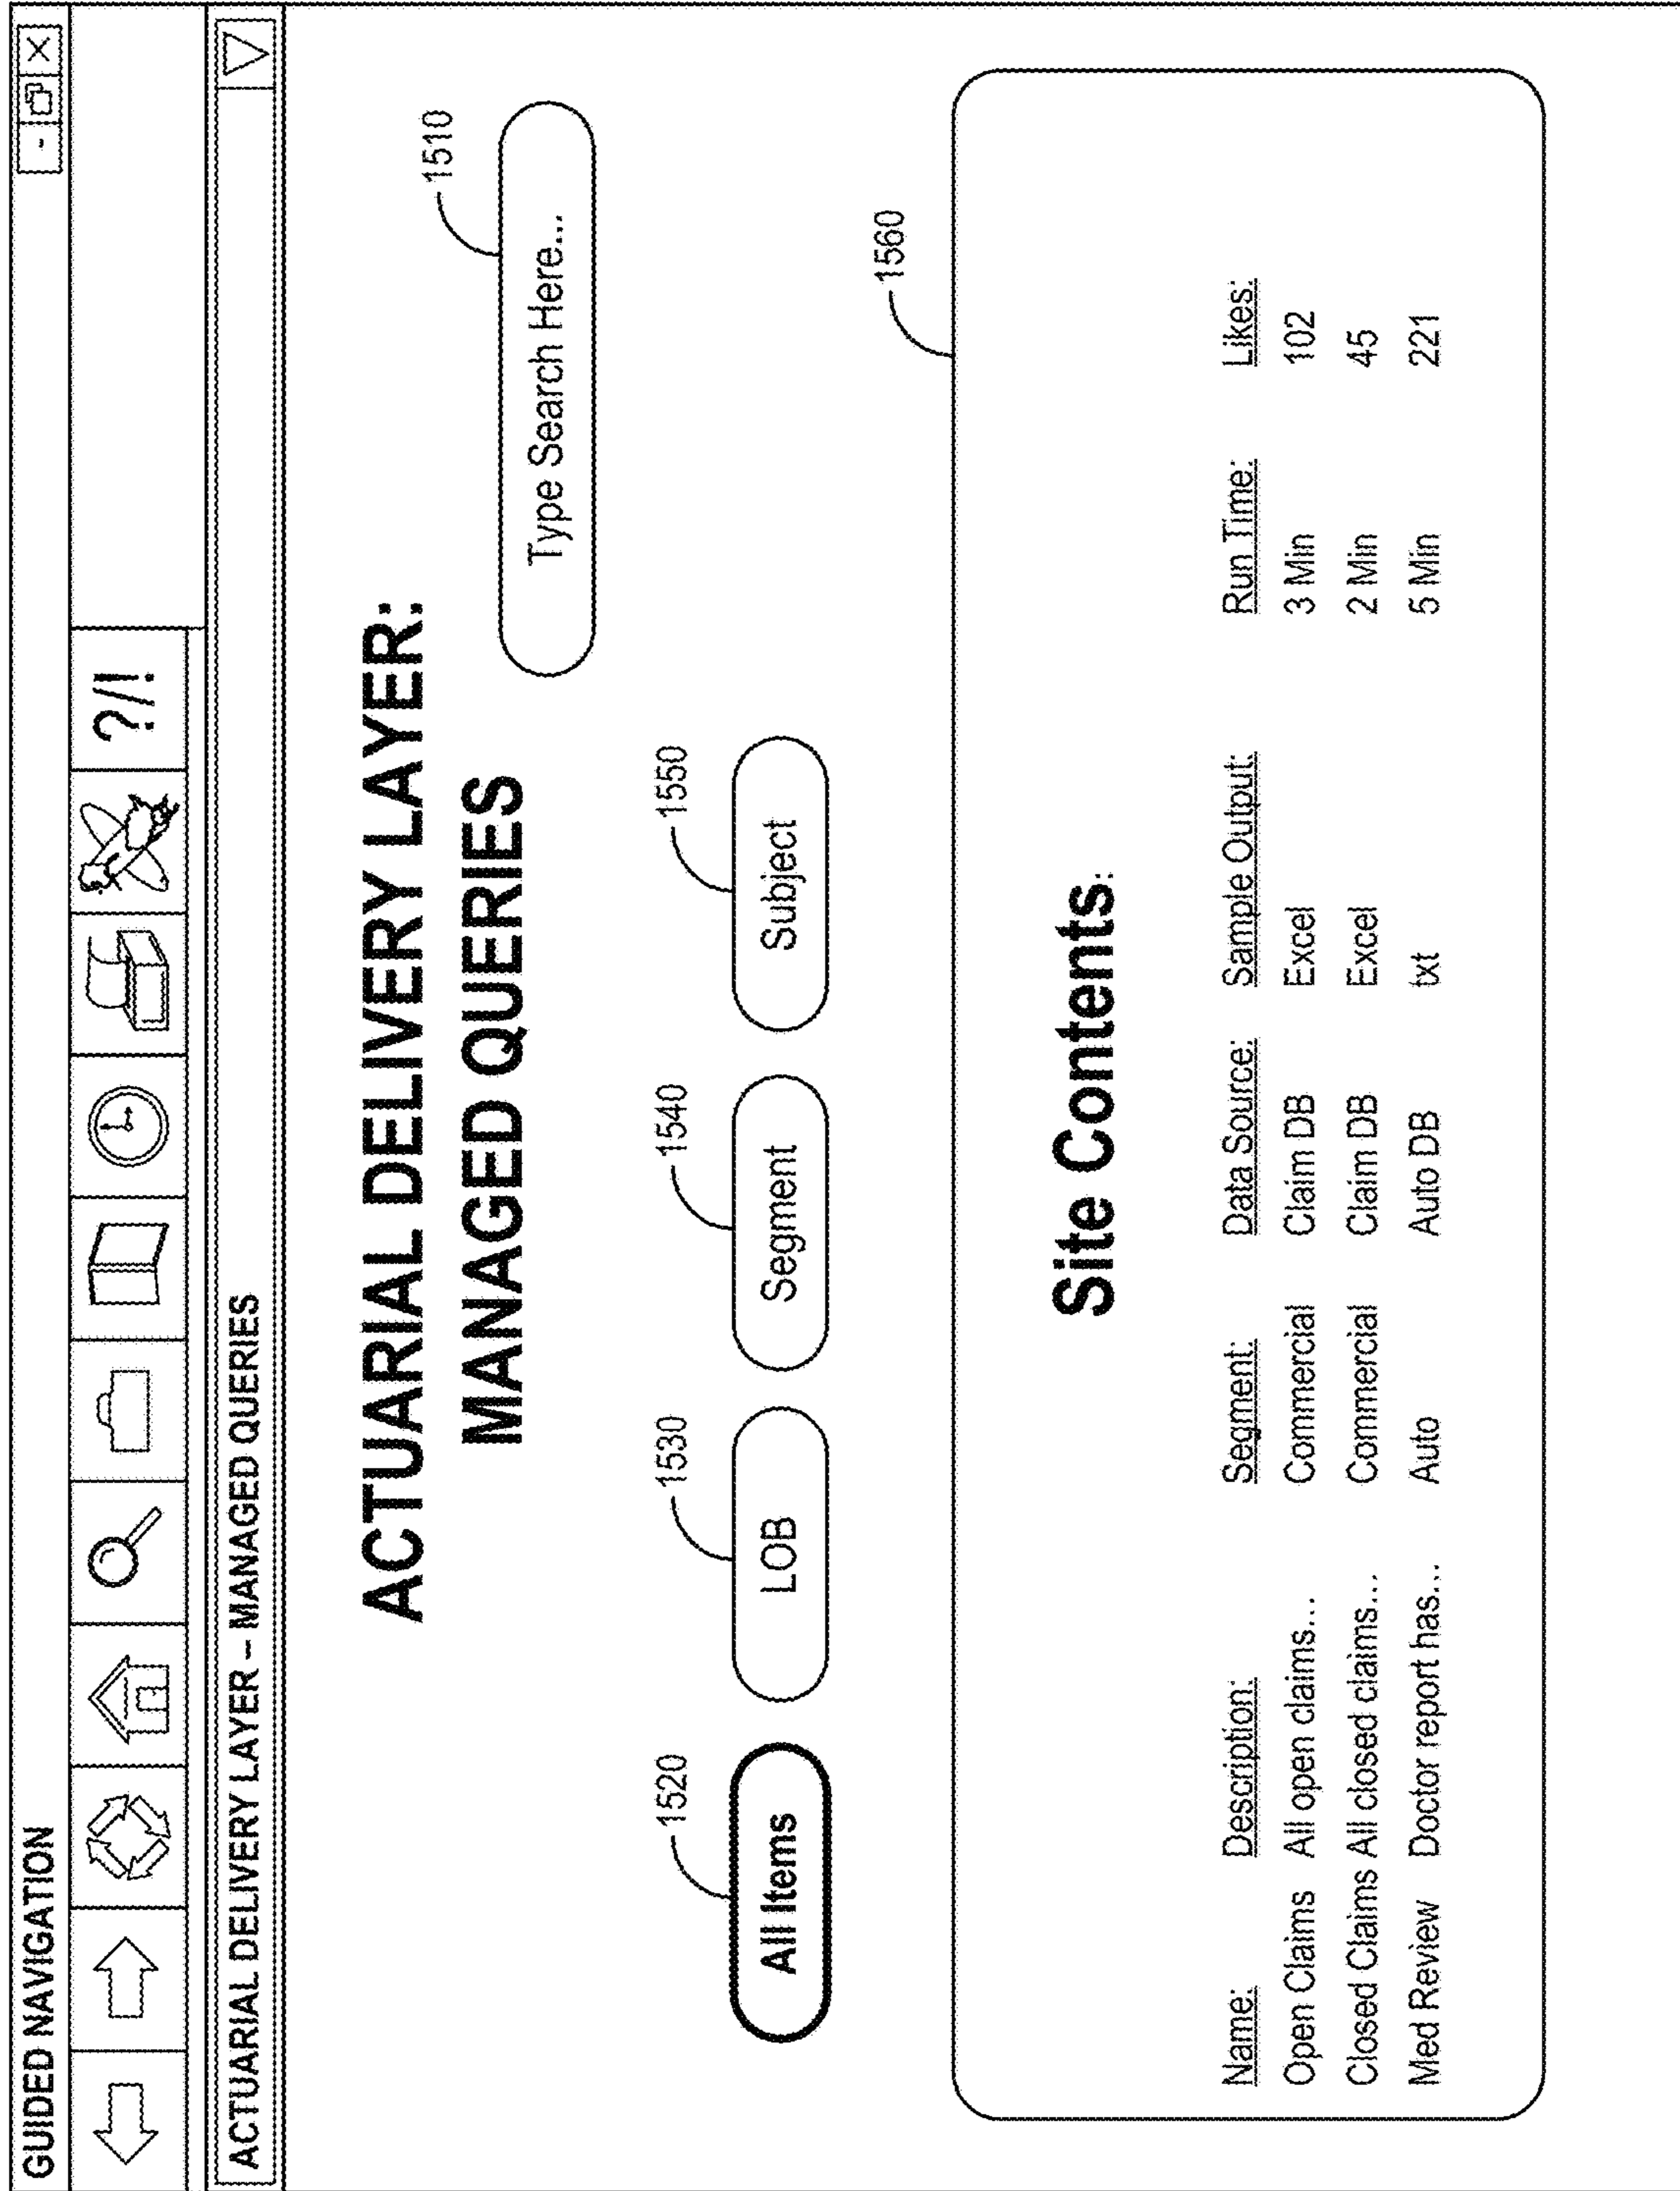 GUIDED NAVIGATION
- X
?/!
ACTUARIAL DELIVERY LAYER – MANAGED QUERIES
ACTUARIAL DELIVERY LAYER:
MANAGED QUERIES
1510
Type Search Here...
1520 1530 1540 1550
All Items LOB Segment Subject
1560
Site Contents:
Name: Description: Segment: Data Source: Sample Output: Run Time: Likes:
Open Claims All open claims... Commercial Claim DB Excel 3 Min 102
Closed Claims All closed claims... Commercial Claim DB Excel 2 Min 45
Med Review Doctor report has... Auto Auto DB txt 5 Min 221